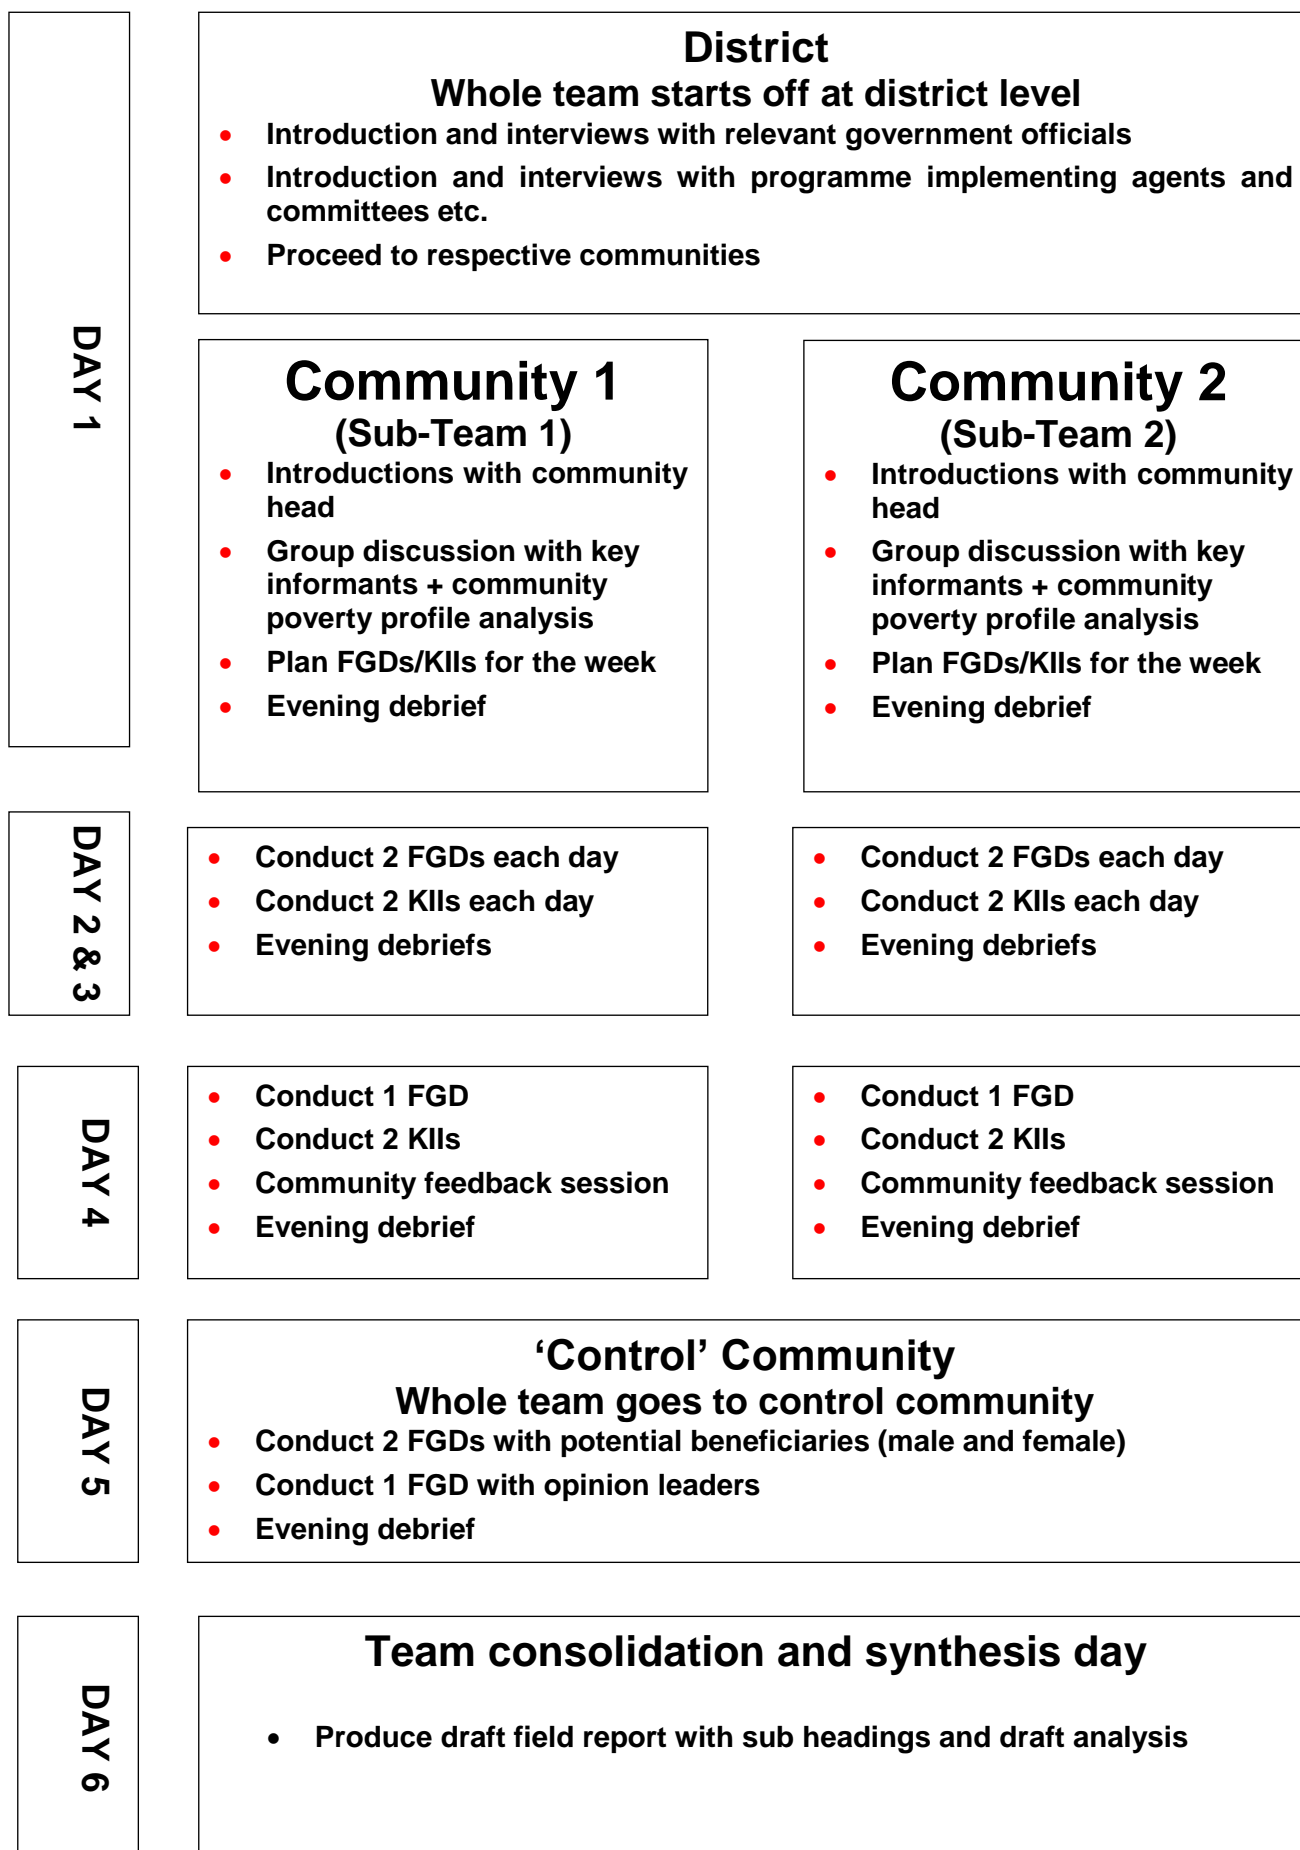 DAY 1
District
Whole team starts off at district level
• Introduction and interviews with relevant government officials
• Introduction and interviews with programme implementing agents and
committees etc.
• Proceed to respective communities
Community 1
(Sub-Team 1)
• Introductions with community
head
• Group discussion with key
informants + community
poverty profile analysis
• Plan FGDs/KIIs for the week
• Evening debrief
Community 2
(Sub-Team 2)
• Introductions with community
head
• Group discussion with key
informants + community
poverty profile analysis
• Plan FGDs/KIIs for the week
• Evening debrief
DAY 2 & 3
• Conduct 2 FGDs each day
• Conduct 2 KIIs each day
• Evening debriefs
• Conduct 2 FGDs each day
• Conduct 2 KIIs each day
• Evening debriefs
DAY 4
• Conduct 1 FGD
• Conduct 2 KIIs
• Community feedback session
• Evening debrief
• Conduct 1 FGD
• Conduct 2 KIIs
• Community feedback session
• Evening debrief
DAY 5
‘Control’ Community
Whole team goes to control community
• Conduct 2 FGDs with potential beneficiaries (male and female)
• Conduct 1 FGD with opinion leaders
• Evening debrief
DAY 6
Team consolidation and synthesis day
• Produce draft field report with sub headings and draft analysis